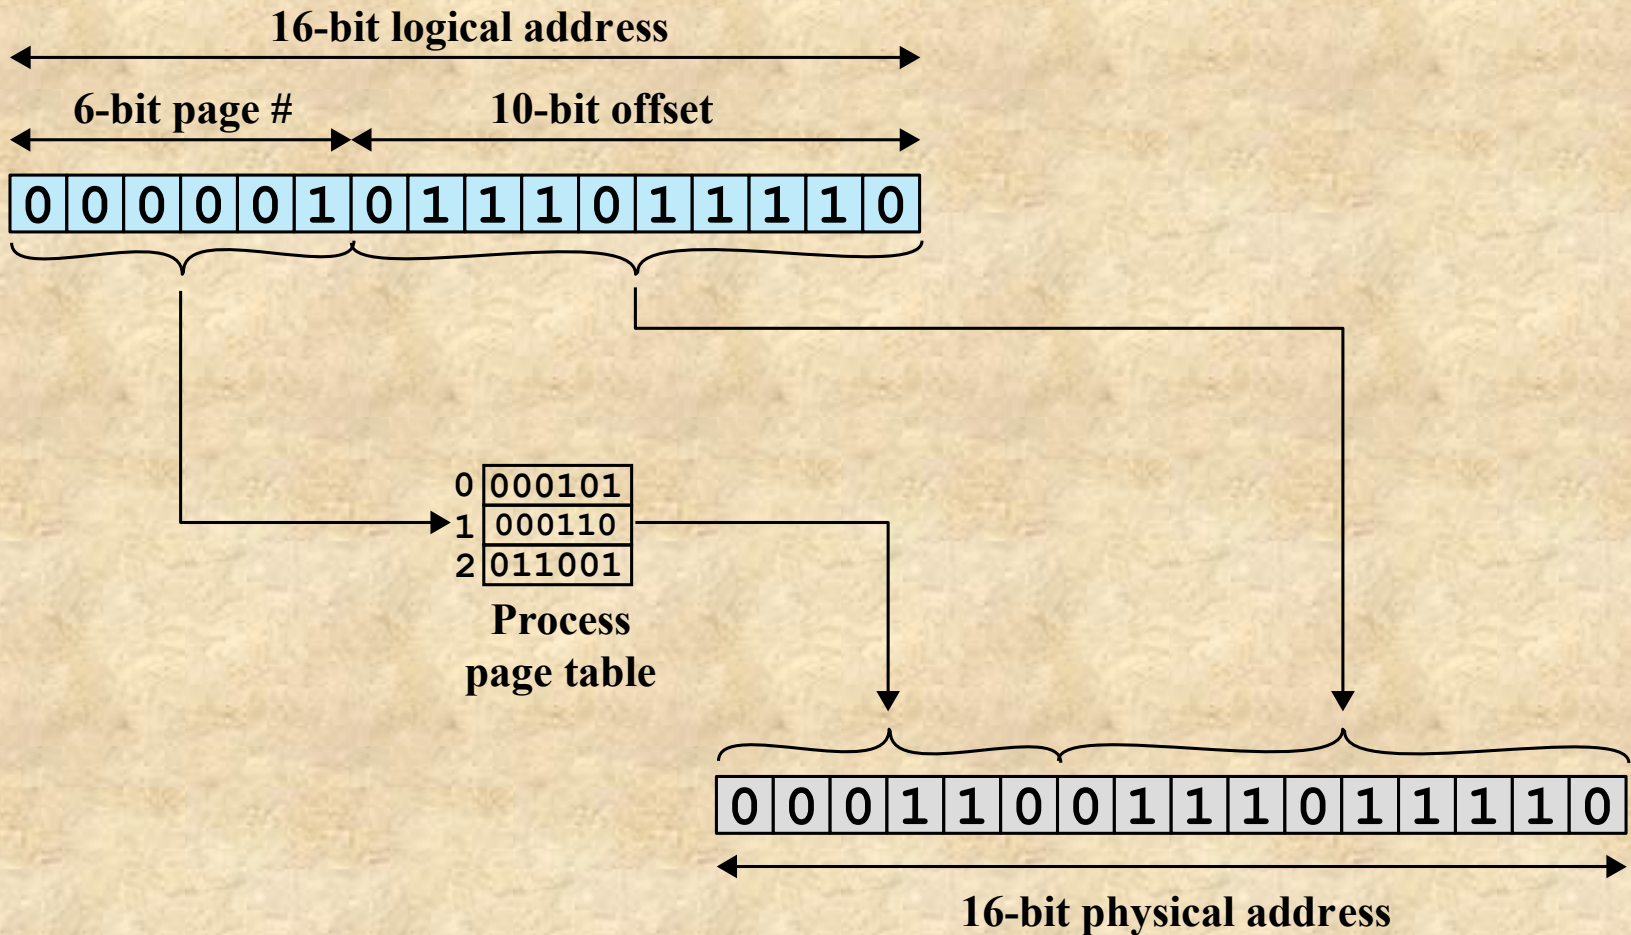 16-bit logical address
6-bit page # 10-bit offset
0 0 0 0 0 1 0 1 1 1 0 1 1 1 1 0
0 000101
1 000110
2 011001
Process
page table
0 0 0 1 1 0 0 1 1 1 0 1 1 1 1 0
16-bit physical address